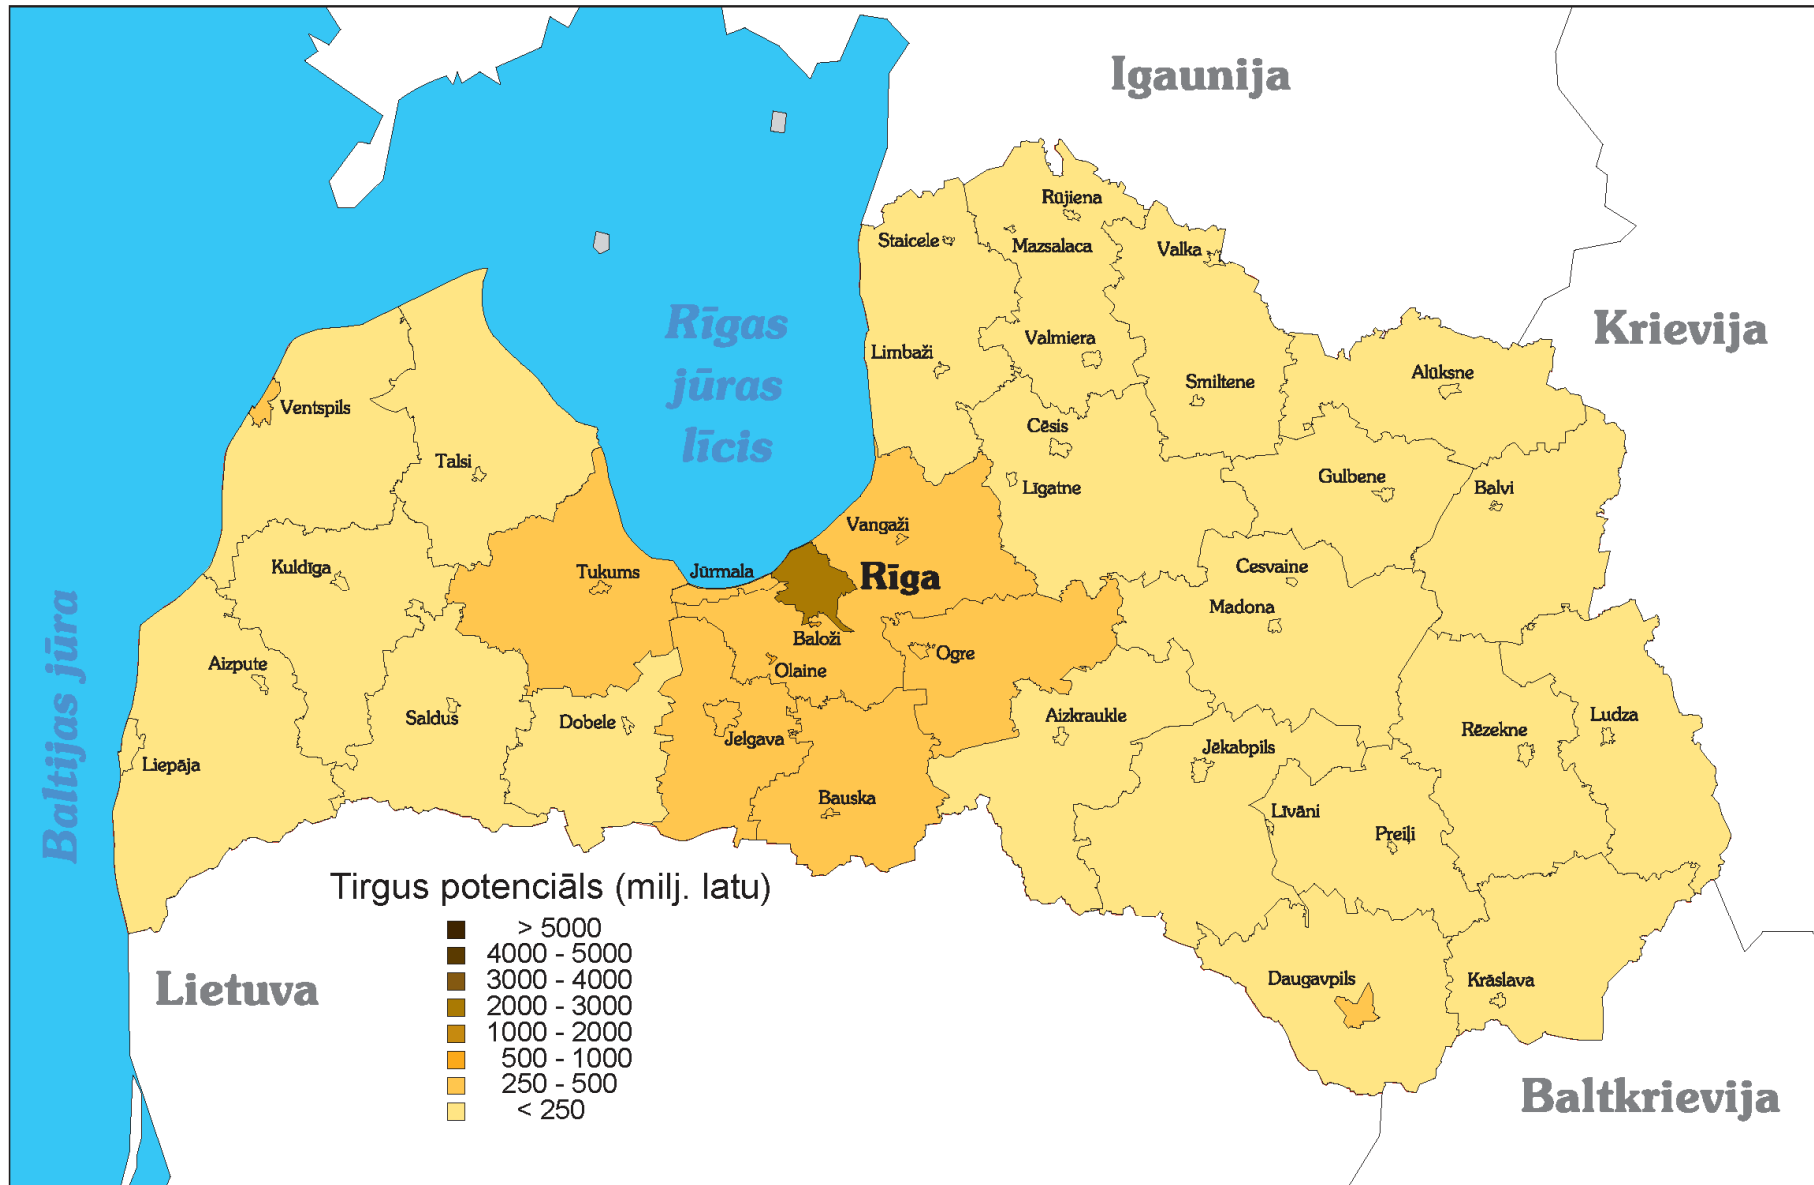 Igaunija
Rūjiena
Staicele
Mazsalaca
Valka
Rīgas
jūras
līcis
Krievija
Valmiera
Limbaži
Alūksne
Smiltene
Ventspils
Cēsis
Talsi
Gulbene
Līgatne
Balvi
Vangaži
Kuldīga
Tukums
Jūrmala
Rīga
Cesvaine
Madona
Baltijas jūra
Baloži
Ogre
Aizpute
Olaine
Saldus
Dobele
Aizkraukle
Ludza
Rēzekne
Jelgava
Jēkabpils
Liepāja
Bauska
Līvāni
Preiļi
Tirgus potenciāls (milj. latu)
> 5000
4000 - 5000
3000 - 4000
2000 - 3000
1000 - 2000
500 - 1000
250 - 500
< 250
Lietuva
Daugavpils
Krāslava
Baltkrievija